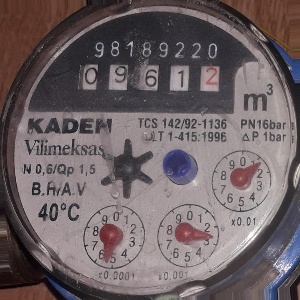 98189220
09612
m³
KADEN TCS 142/92-1136 PN16bar
Vilimeksas LT 1-415:1996 ΔP 1bar
N 0,6/Qp 1,5
B.H/A.V
40°C
x0.01
x0.0001 x0.001